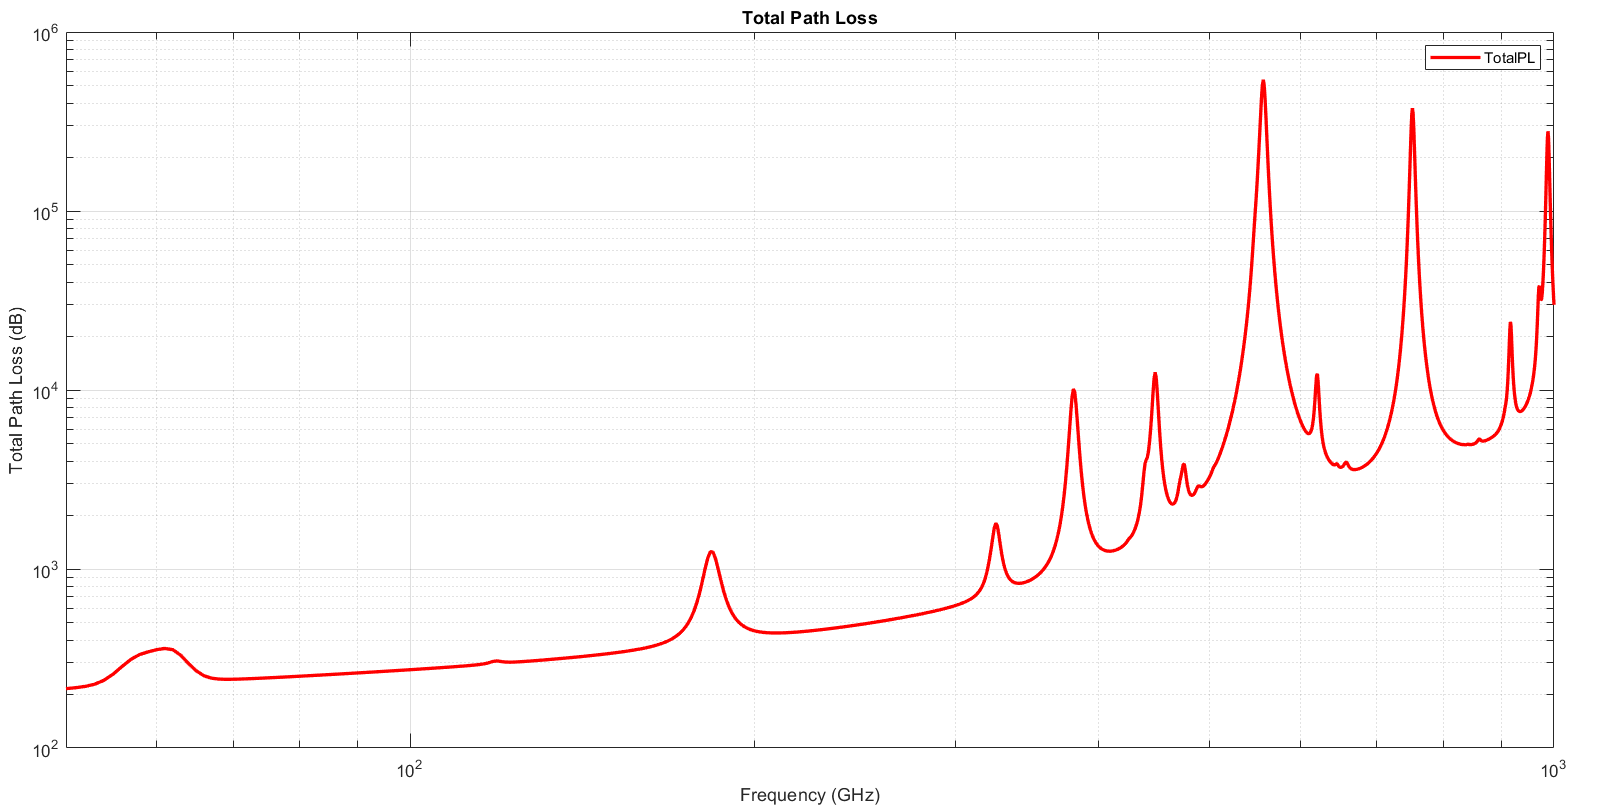 Total Path Loss
TotalPL
10^6
10^5
10^4
10^3
10^2
Total Path Loss (dB)
10^2
10^3
Frequency (GHz)